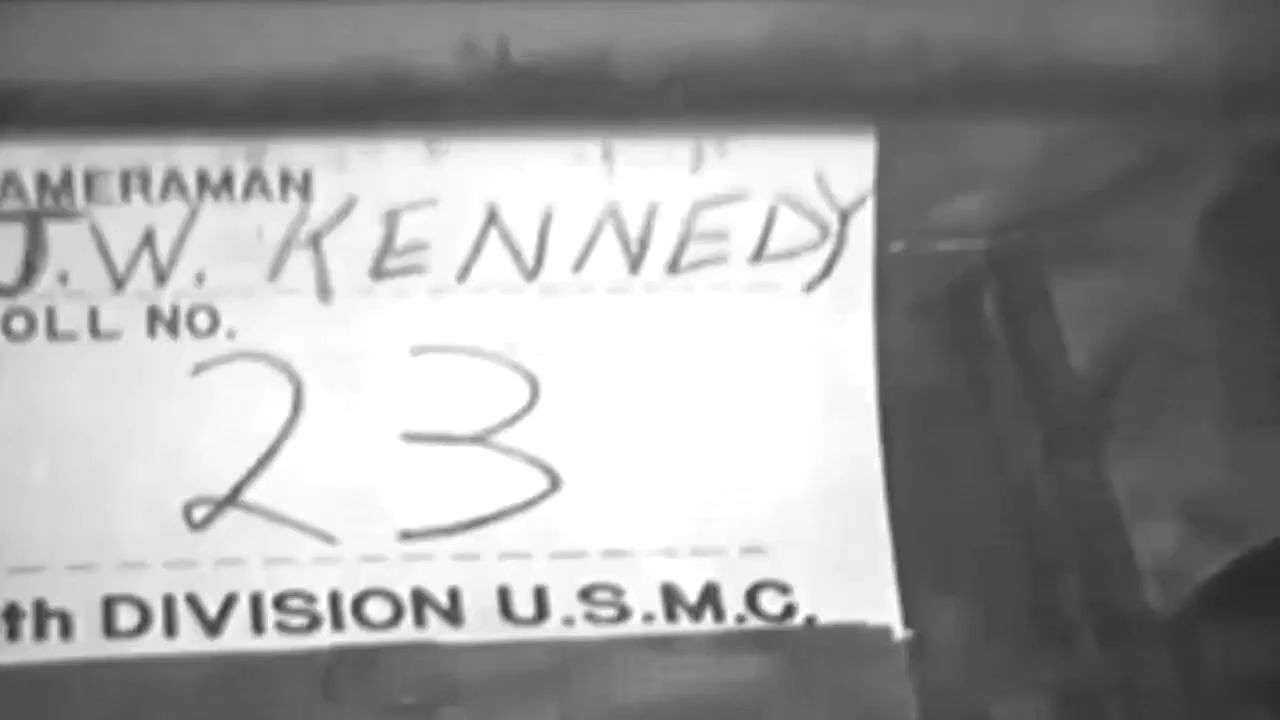 AMERAMAN
J.W. KENNEDY
OLL NO.
23
th DIVISION U.S.M.C.